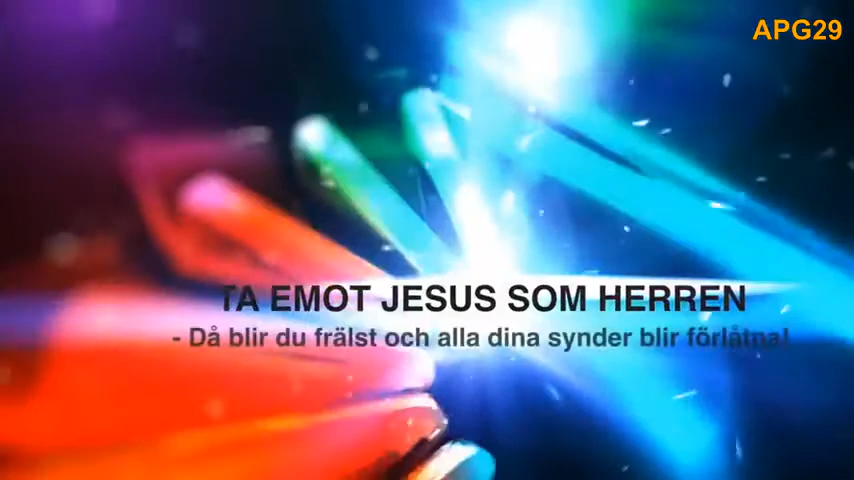 APG29
TA EMOT JESUS SOM HERREN
- Då blir du frälst och alla dina synder blir förlåtna!